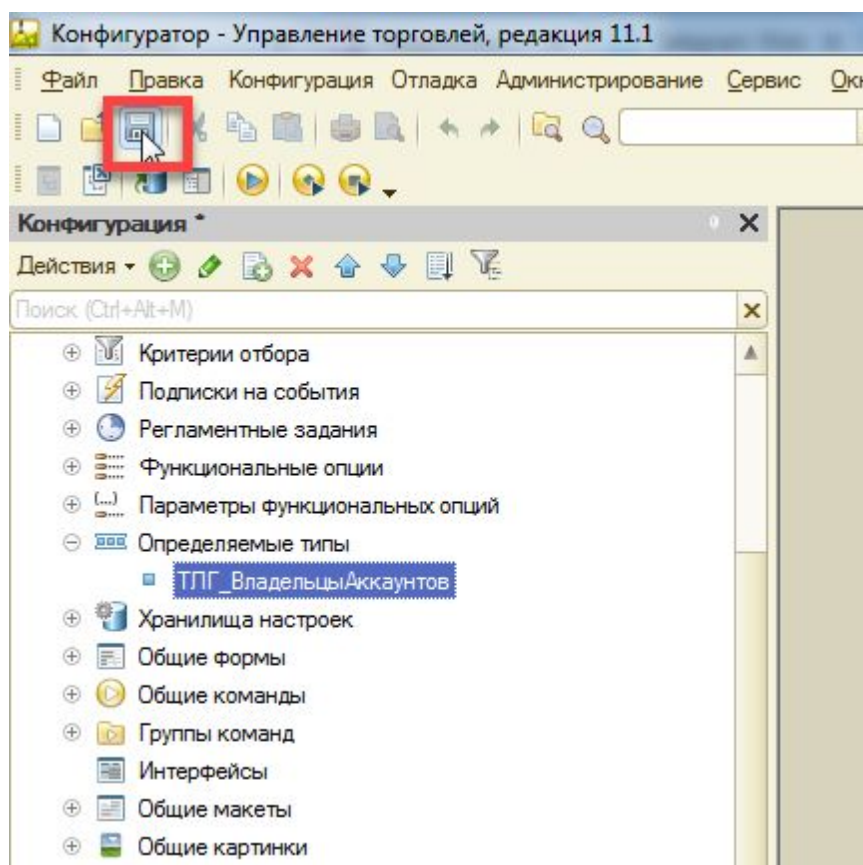 Конфигуратор - Управление торговлей, редакция 11.1
Файл Правка Конфигурация Отладка Администрирование Сервис
Конфигурация *
Действия
Поиск (Ctrl+Alt+M)
Критерии отбора
Подписки на события
Регламентные задания
Функциональные опции
Параметры функциональных опций
Определяемые типы
ТЛГ_ВладельцыАккаунтов
Хранилища настроек
Общие формы
Общие команды
Группы команд
Интерфейсы
Общие макеты
Общие картинки